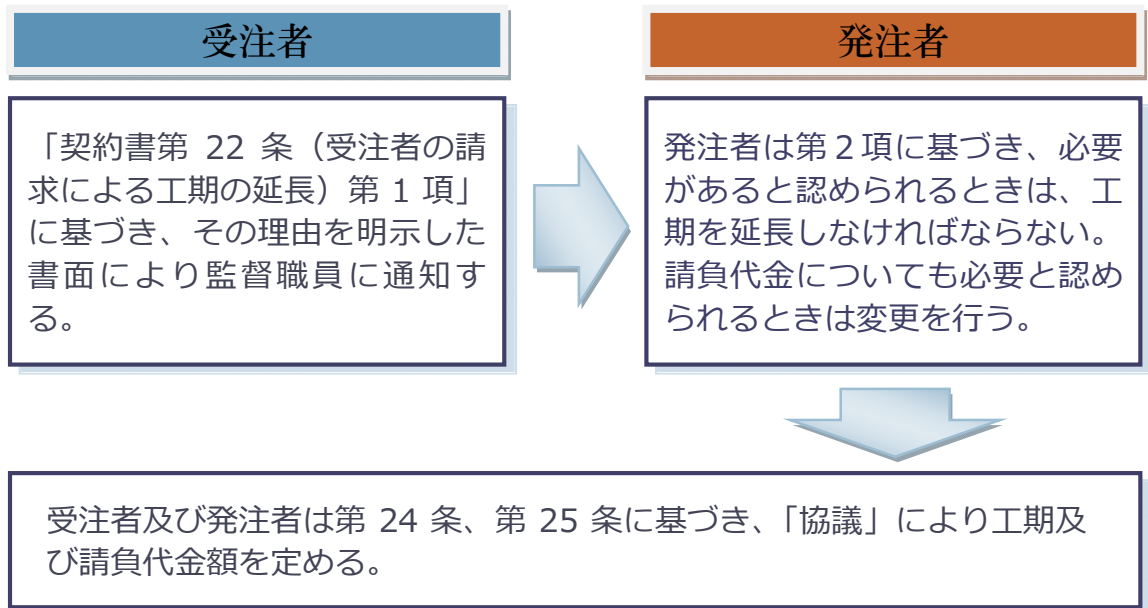 受注者
「契約書第 22 条（受注者の請
求による工期の延長）第 1 項」
に基づき、その理由を明示した
書面により監督職員に通知す
る。
発注者
発注者は第２項に基づき、必要
があると認められるときは、工
期を延長しなければならない。
請負代金についても必要と認め
られるときは変更を行う。
受注者及び発注者は第 24 条、第 25 条に基づき、「協議」により工期及
び請負代金額を定める。